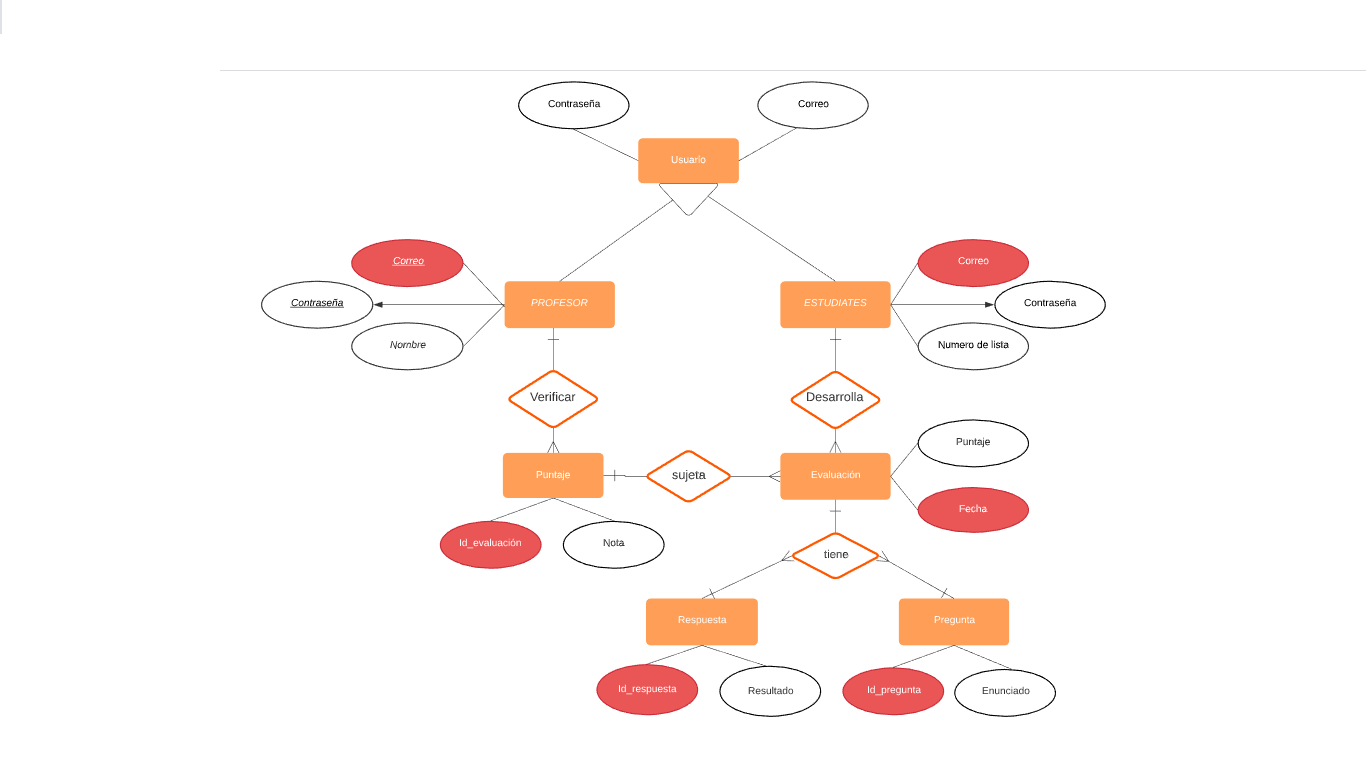 Contraseña
Correo
Usuario
Correo
Correo
Contraseña
PROFESOR
ESTUDIATES
Contraseña
Nombre
Numero de lista
Verificar
Desarrolla
Puntaje
Puntaje
sujeta
Evaluación
Fecha
Id_evaluación
Nota
tiene
Respuesta
Pregunta
Id_respuesta
Resultado
Id_pregunta
Enunciado